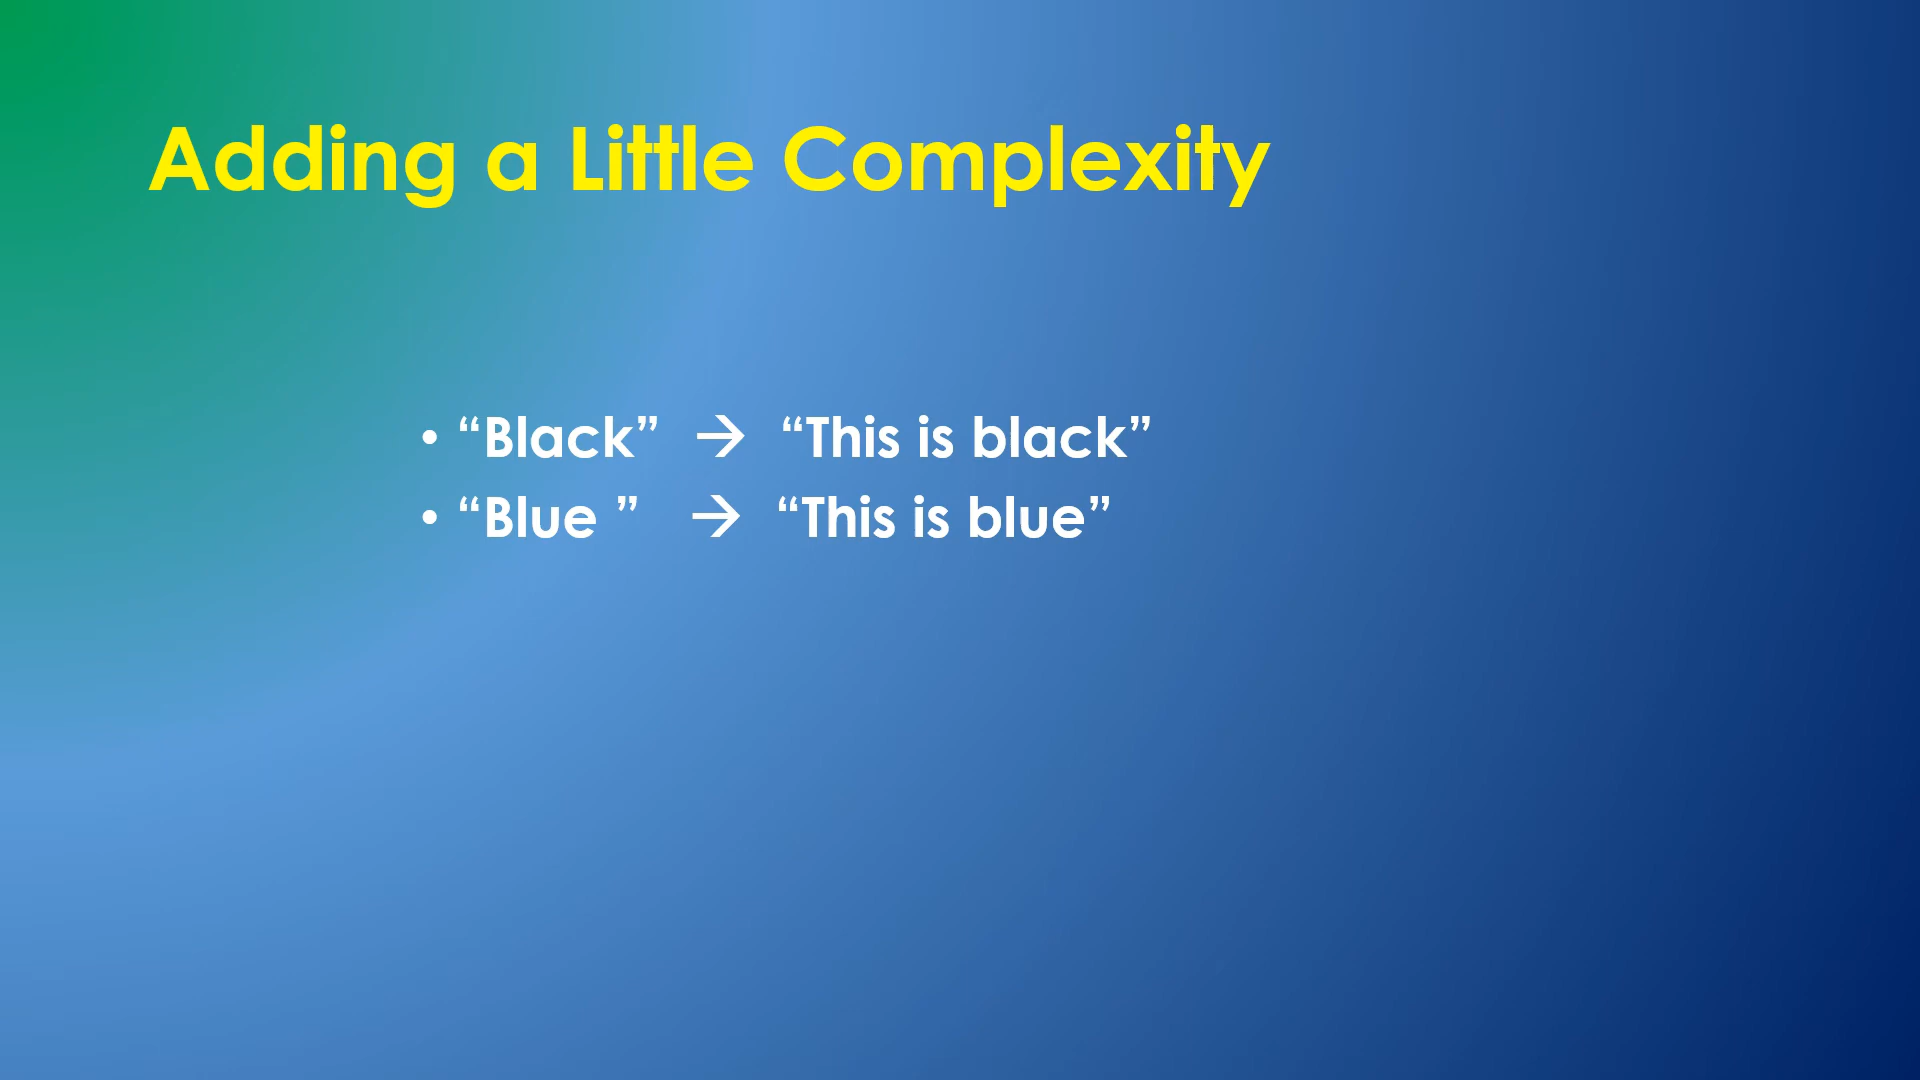 Adding a Little Complexity
• “Black” → “This is black”
• “Blue ” → “This is blue”